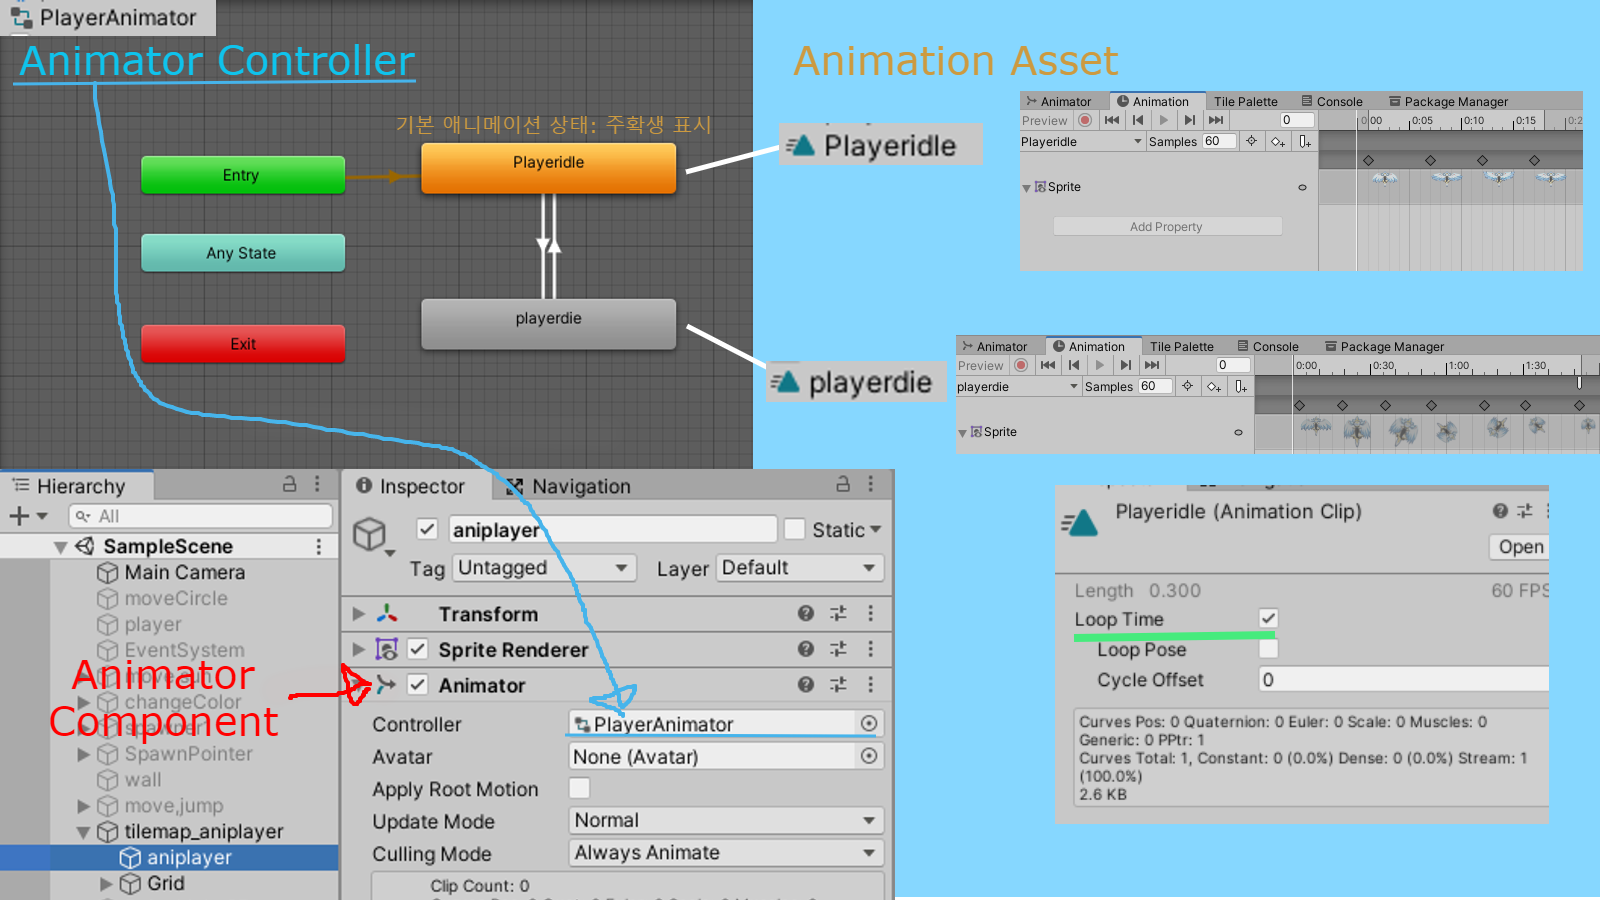 PlayerAnimator
Animator Controller
기본 애니메이션 상태: 주확생 표시
Entry
Playeridle
Any State
playerdie
Exit
Animation Asset
Playeridle
playerdie
Animator Animation Tile Palette Console Package Manager
Preview 0 0:00 0:05 0:10 0:15 0:2
Playeridle Samples 60
Sprite
Add Property
Animator Animation Tile Palette Console Package Manager
Preview 0 0:00 0:30 1:00 1:30
playerdie Samples 60
Sprite
Hierarchy
All
SampleScene
Main Camera
moveCircle
player
EventSystem
move,sun
changeColor
spawner
SpawnPointer
wall
move,jump
tilemap_aniplayer
aniplayer
Grid
Animator
Component
Inspector Navigation
aniplayer Static
Tag Untagged Layer Default
Transform
Sprite Renderer
Animator
Controller PlayerAnimator
Avatar None (Avatar)
Apply Root Motion
Update Mode Normal
Culling Mode Always Animate
Clip Count: 0
Playeridle (Animation Clip)
Open
Length 0.300 60 FPS
Loop Time
Loop Pose
Cycle Offset 0
Curves Pos: 0 Quaternion: 0 Euler: 0 Scale: 0 Muscles: 0
Generic: 0 PPtr: 1
Curves Total: 1, Constant: 0 (0.0%) Dense: 0 (0.0%) Stream: 1
(100.0%)
2.6 KB